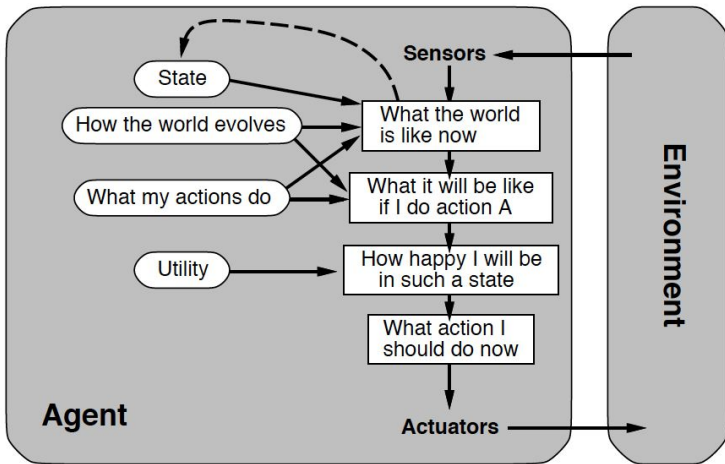 Sensors
State
What the world
is like now
How the world evolves
What it will be like
if I do action A
What my actions do
How happy I will be
in such a state
Utility
What action I
should do now
Agent
Actuators
Environment